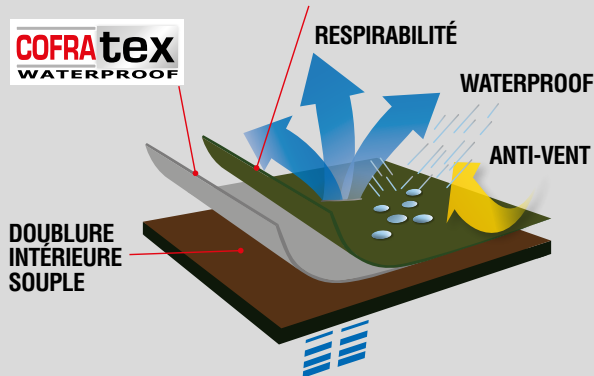 COFRA tex
WATERPROOF
RESPIRABILITÉ
WATERPROOF
ANTI-VENT
DOUBLURE
INTÉRIEURE
SOUPLE